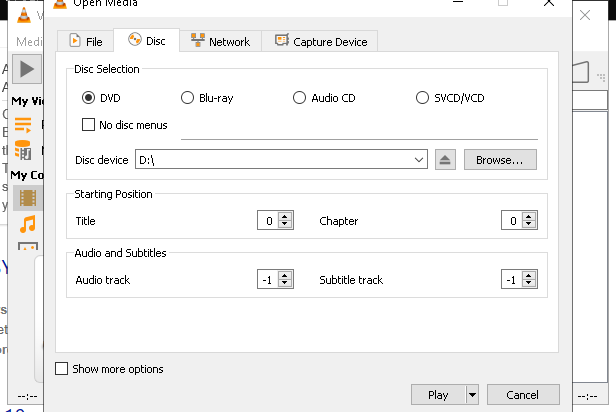 Open Media
Media
File
Disc
Network
Capture Device
Disc Selection
DVD
Blu-ray
Audio CD
SVCD/VCD
No disc menus
Disc device
D:\
Browse...
Starting Position
Title
0
Chapter
0
Audio and Subtitles
Audio track
-1
Subtitle track
-1
Show more options
Play
Cancel
My Vi
My Co
--:--
--:--